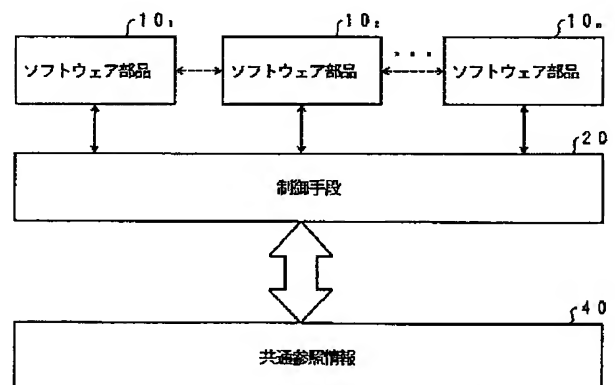 10₁ 10₂ 10ₙ
ソフトウェア部品 ソフトウェア部品 ・・・ ソフトウェア部品
20
制御手段
40
共通参照情報